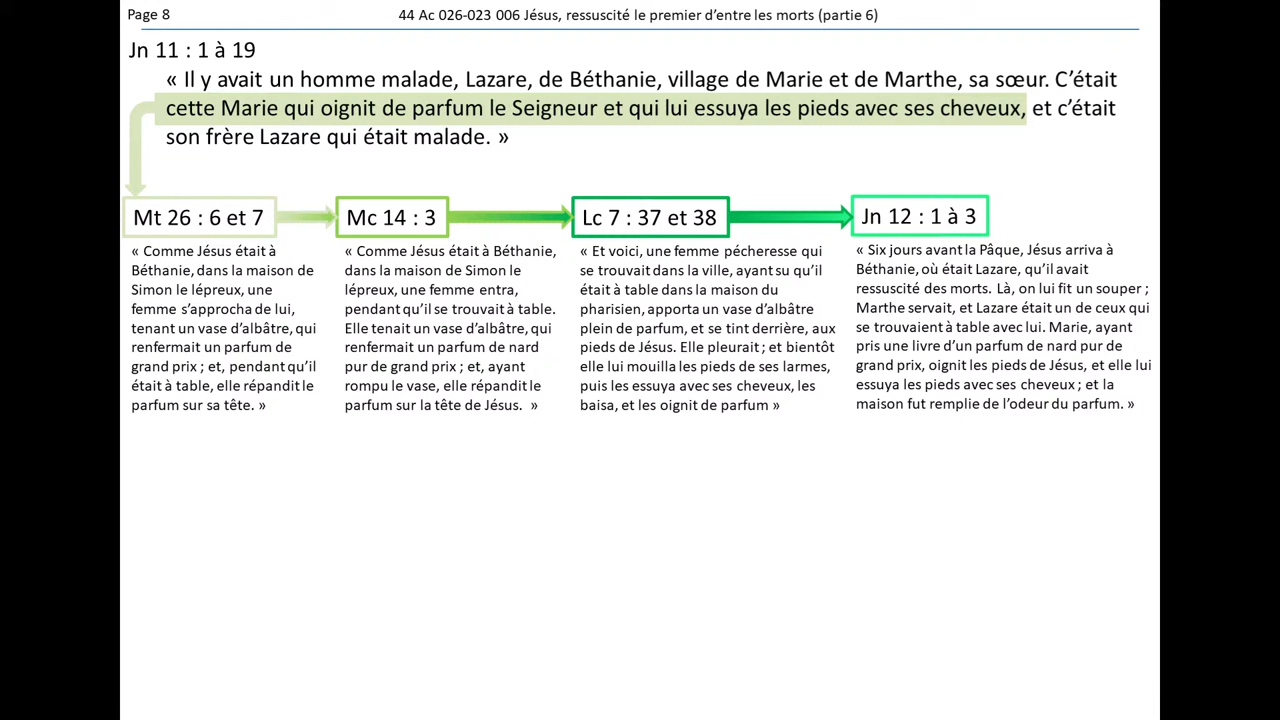 Page 8
44 Ac 026-023 006 Jésus, ressuscité le premier d’entre les morts (partie 6)
Jn 11 : 1 à 19
« Il y avait un homme malade, Lazare, de Béthanie, village de Marie et de Marthe, sa sœur. C’était
cette Marie qui oignit de parfum le Seigneur et qui lui essuya les pieds avec ses cheveux, et c’était
son frère Lazare qui était malade. »
Mt 26 : 6 et 7
« Comme Jésus était à
Béthanie, dans la maison de
Simon le lépreux, une
femme s’approcha de lui,
tenant un vase d’albâtre, qui
renfermait un parfum de
grand prix ; et, pendant qu’il
était à table, elle répandit le
parfum sur sa tête. »
Mc 14 : 3
« Comme Jésus était à Béthanie,
dans la maison de Simon le
lépreux, une femme entra,
pendant qu’il se trouvait à table.
Elle tenait un vase d’albâtre, qui
renfermait un parfum de nard
pur de grand prix ; et, ayant
rompu le vase, elle répandit le
parfum sur la tête de Jésus. »
Lc 7 : 37 et 38
« Et voici, une femme pécheresse qui
se trouvait dans la ville, ayant su qu’il
était à table dans la maison du
pharisien, apporta un vase d’albâtre
plein de parfum, et se tint derrière, aux
pieds de Jésus. Elle pleurait ; et bientôt
elle lui mouilla les pieds de ses larmes,
puis les essuya avec ses cheveux, les
baisa, et les oignit de parfum »
Jn 12 : 1 à 3
« Six jours avant la Pâque, Jésus arriva à
Béthanie, où était Lazare, qu’il avait
ressuscité des morts. Là, on lui fit un souper ;
Marthe servait, et Lazare était un de ceux qui
se trouvaient à table avec lui. Marie, ayant
pris une livre d’un parfum de nard pur de
grand prix, oignit les pieds de Jésus, et elle lui
essuya les pieds avec ses cheveux ; et la
maison fut remplie de l’odeur du parfum. »